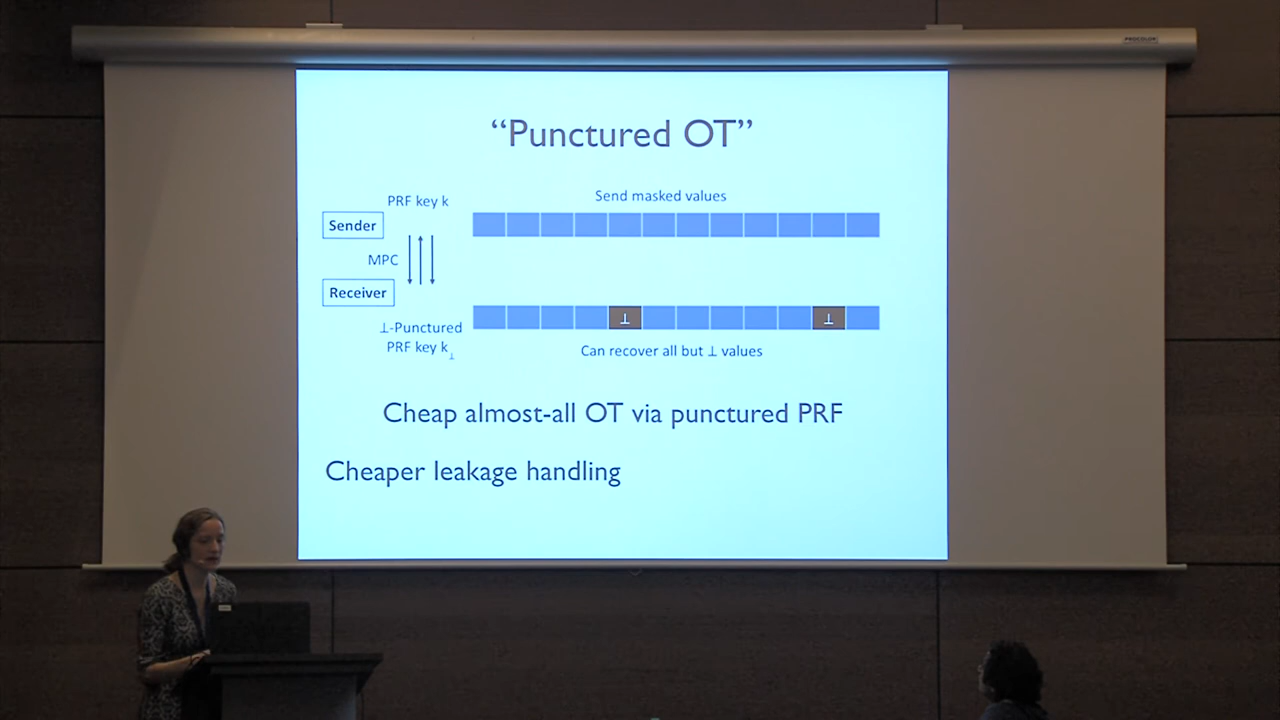 PROCOLOR
“Punctured OT”
PRF key k
Send masked values
Sender
MPC
Receiver
⊥ ⊥
⊥-Punctured
PRF key k⊥
Can recover all but ⊥ values
Cheap almost-all OT via punctured PRF
Cheaper leakage handling